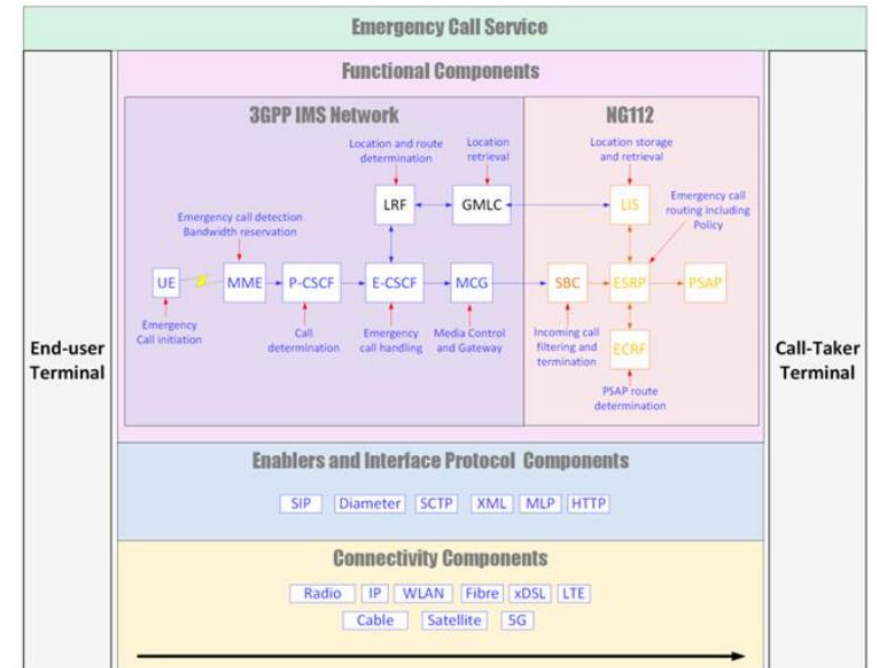 Emergency Call Service
Functional Components
3GPP IMS Network
NG112
Location and route
determination
Location
retrieval
Location storage
and retrieval
LRF
GMLC
LIS
Emergency call
routing including
Policy
Emergency call detection
Bandwidth reservation
UE
MME
P-CSCF
E-CSCF
MCG
SBC
ESRP
PSAP
Emergency
Call initiation
Call
determination
Emergency
call handling
Media Control
and Gateway
Incoming call
filtering and
termination
ECRF
PSAP route
determination
End-user
Terminal
Call-Taker
Terminal
Enablers and Interface Protocol Components
SIP Diameter SCTP XML MLP HTTP
Connectivity Components
Radio IP WLAN Fibre xDSL LTE
Cable Satellite 5G